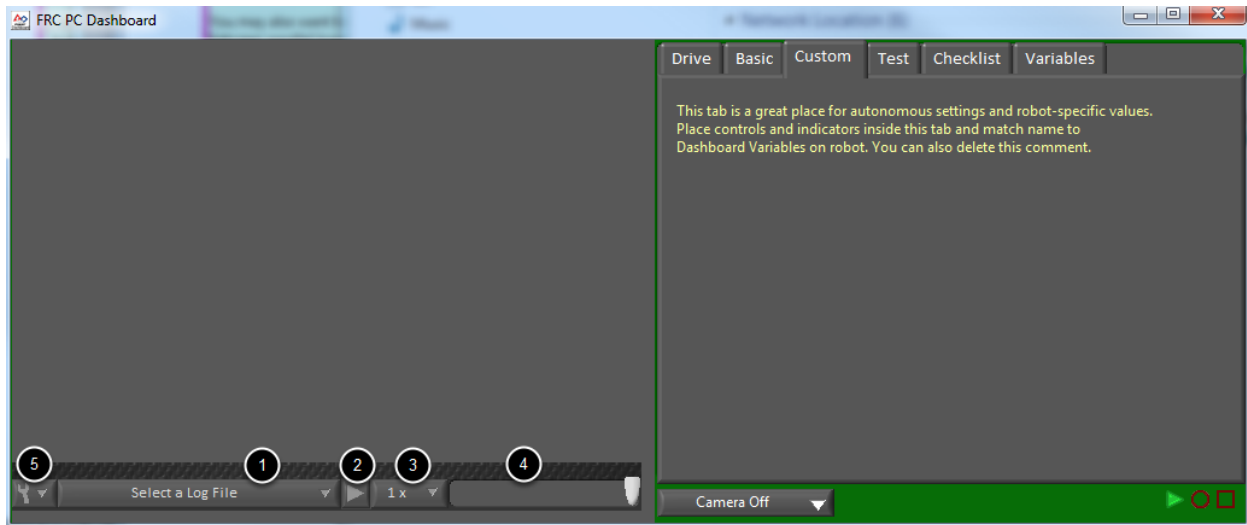 FRC PC Dashboard
Drive Basic Custom Test Checklist Variables
This tab is a great place for autonomous settings and robot-specific values.
Place controls and indicators inside this tab and match name to
Dashboard Variables on robot. You can also delete this comment.
5 1 2 3 4
Select a Log File 1 x
Camera Off